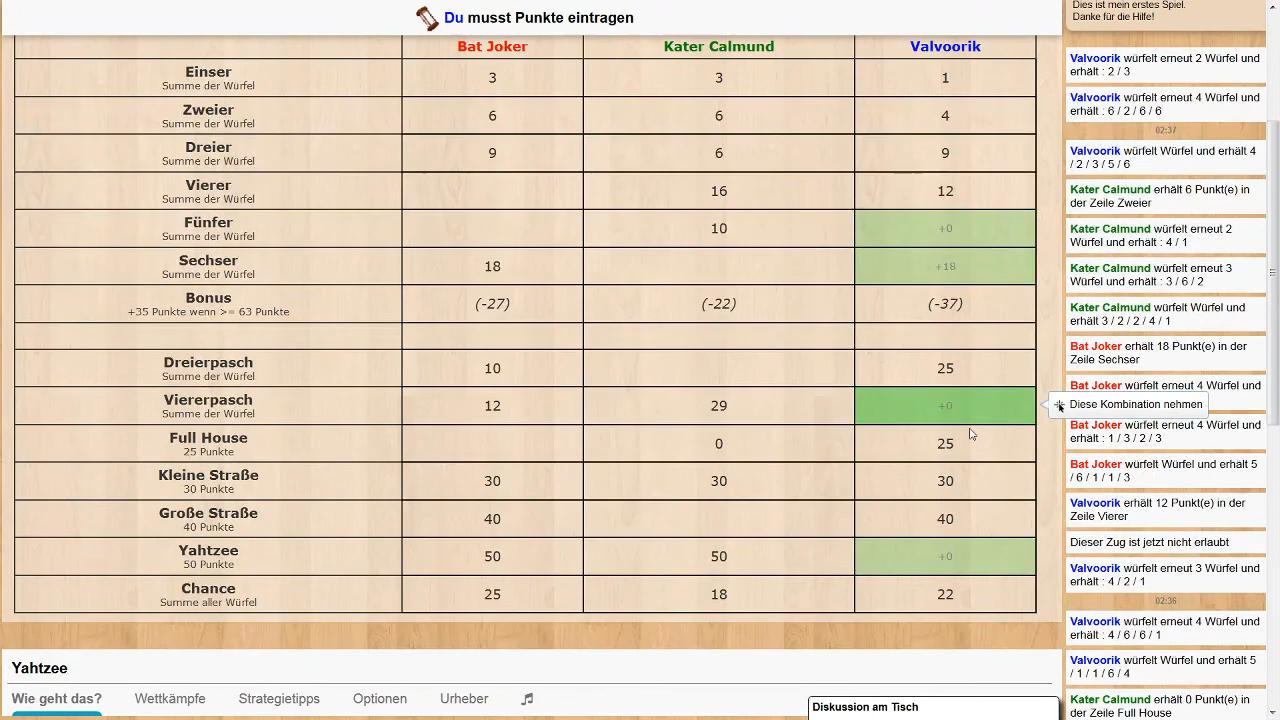 Du musst Punkte eintragen
Bat Joker Kater Calmund Valvoorik
Einser 3 3 1
Summe der Würfel
Zweier 6 6 4
Summe der Würfel
Dreier 9 6 9
Summe der Würfel
Vierer 16 12
Summe der Würfel
Fünfer 10 +0
Summe der Würfel
Sechser 18 +18
Summe der Würfel
Bonus (-27) (-22) (-37)
+35 Punkte wenn >= 63 Punkte
Dreierpasch 10 25
Summe der Würfel
Viererpasch 12 29 +0
Summe der Würfel
Full House 0 25
25 Punkte
Kleine Straße 30 30 30
30 Punkte
Große Straße 40 40
40 Punkte
Yahtzee 50 50 +0
50 Punkte
Chance 25 18 22
Summe aller Würfel
Yahtzee
Wie geht das? Wettkämpfe Strategietipps Optionen Urheber
Diskussion am Tisch
Dies ist mein erstes Spiel.
Danke für die Hilfe!
Valvoorik würfelt erneut 2 Würfel und
erhält : 2 / 3
Valvoorik würfelt erneut 4 Würfel und
erhält : 6 / 2 / 6 / 6
02:37
Valvoorik würfelt Würfel und erhält 4
/ 2 / 3 / 5 / 6
Kater Calmund erhält 6 Punkt(e) in
der Zeile Zweier
Kater Calmund würfelt erneut 2
Würfel und erhält : 4 / 1
Kater Calmund würfelt erneut 3
Würfel und erhält : 3 / 6 / 2
Kater Calmund würfelt Würfel und
erhält 3 / 2 / 2 / 4 / 1
Bat Joker erhält 18 Punkt(e) in der
Zeile Sechser
Bat Joker würfelt erneut 4 Würfel und
Diese Kombination nehmen
Bat Joker würfelt erneut 4 Würfel und
erhält : 1 / 3 / 2 / 3
Bat Joker würfelt Würfel und erhält 5
/ 6 / 1 / 1 / 3
Valvoorik erhält 12 Punkt(e) in der
Zeile Vierer
Dieser Zug ist jetzt nicht erlaubt
Valvoorik würfelt erneut 3 Würfel und
erhält : 4 / 2 / 1
02:36
Valvoorik würfelt erneut 4 Würfel und
erhält : 4 / 6 / 6 / 1
Valvoorik würfelt Würfel und erhält 5
/ 1 / 1 / 6 / 4
Kater Calmund erhält 0 Punkt(e) in
der Zeile Full House